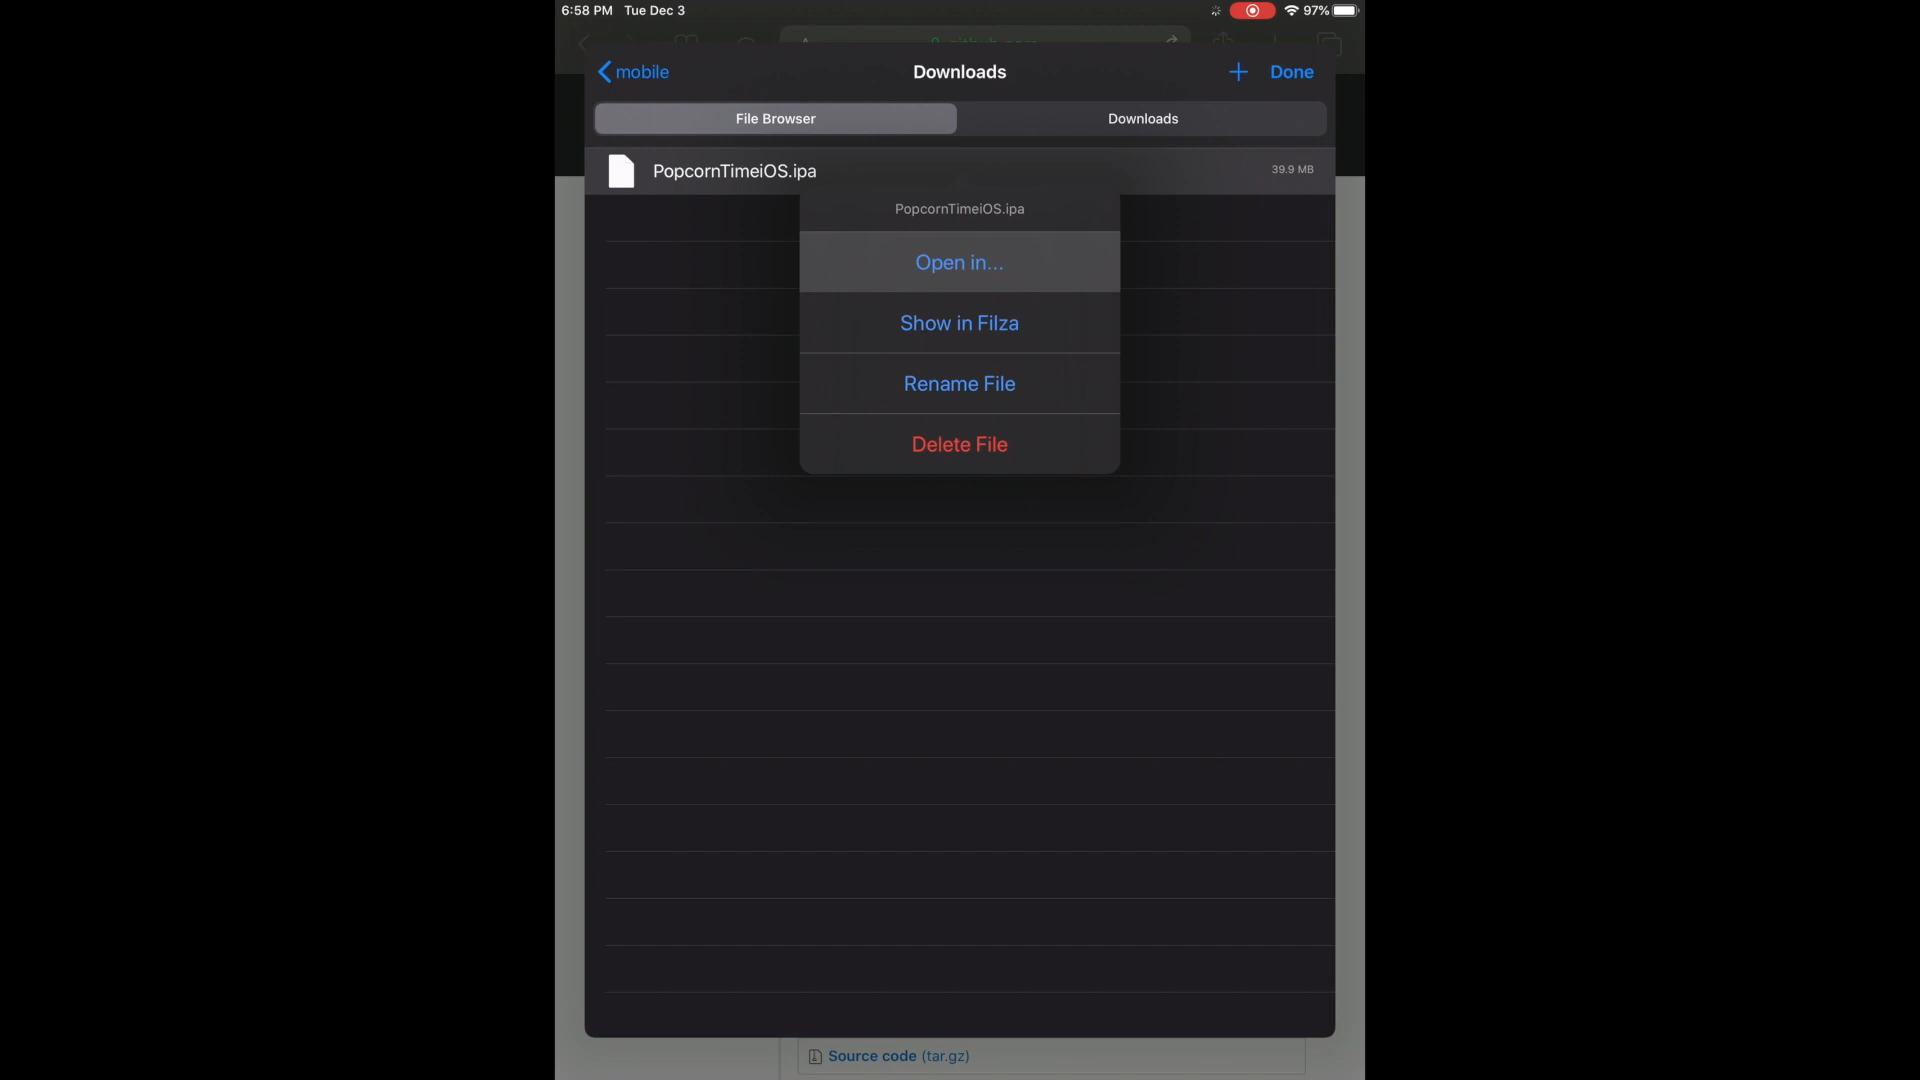 6:58 PM Tue Dec 3
97%
mobile
Downloads
Done
File Browser
Downloads
PopcornTimeiOS.ipa
39.9 MB
PopcornTimeiOS.ipa
Open in...
Show in Filza
Rename File
Delete File
Source code (tar.gz)